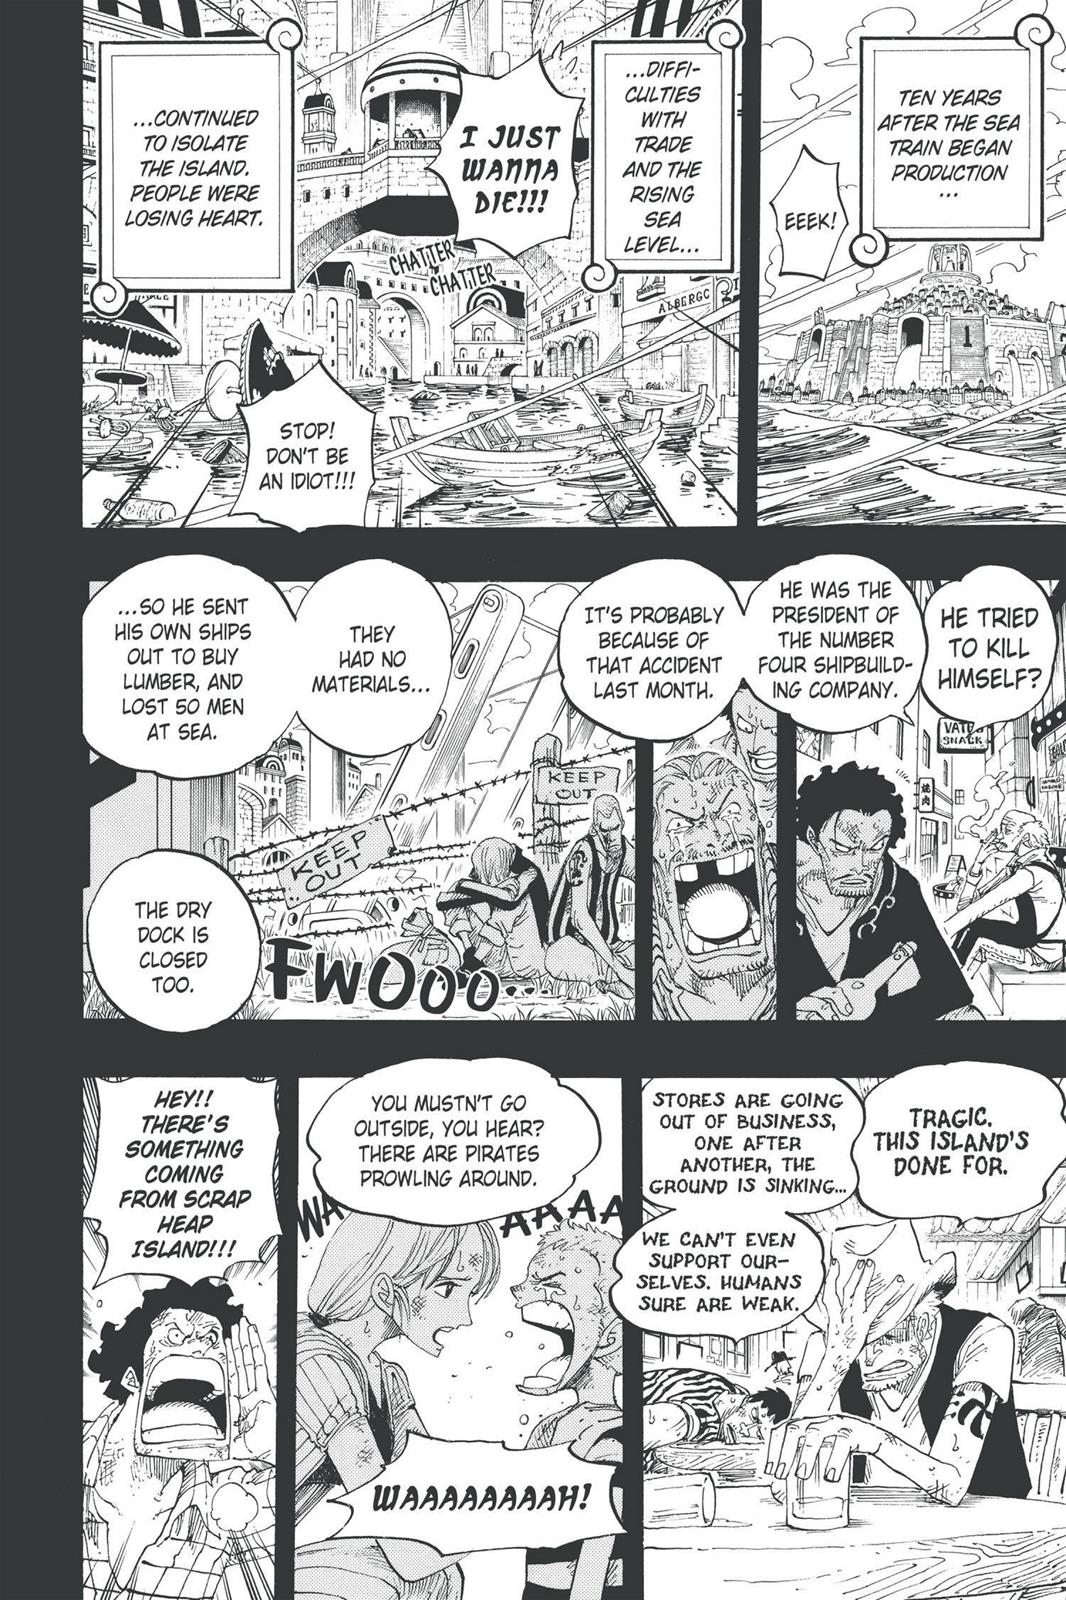 TEN YEARS
AFTER THE SEA
TRAIN BEGAN
PRODUCTION
...
EEEK!
...DIFFI-
CULTIES
WITH
TRADE
AND THE
RISING
SEA
LEVEL...
ALBERGO
I JUST
WANNA
DIE!!!
CHATTER
CHATTER
...CONTINUED
TO ISOLATE
THE ISLAND.
PEOPLE WERE
LOSING HEART.
STOP!
DON'T BE
AN IDIOT!!!
HE TRIED
TO KILL
HIMSELF?
HE WAS THE
PRESIDENT OF
THE NUMBER
FOUR SHIPBUILD-
ING COMPANY.
VATE
SNACK
焼
肉
IT'S PROBABLY
BECAUSE OF
THAT ACCIDENT
LAST MONTH.
THEY
HAD NO
MATERIALS...
...SO HE SENT
HIS OWN SHIPS
OUT TO BUY
LUMBER, AND
LOST 50 MEN
AT SEA.
KEEP
OUT
KEEP
OUT
THE DRY
DOCK IS
CLOSED
TOO.
FWOOO..
TRAGIC.
THIS ISLAND'S
DONE FOR.
STORES ARE GOING
OUT OF BUSINESS,
ONE AFTER
ANOTHER, THE
GROUND IS SINKING...
WE CAN'T EVEN
SUPPORT OUR-
SELVES. HUMANS
SURE ARE WEAK.
YOU MUSTN'T GO
OUTSIDE, YOU HEAR?
THERE ARE PIRATES
PROWLING AROUND.
WA AAAA
WAAAAAAAAH!
HEY!!
THERE'S
SOMETHING
COMING
FROM SCRAP
HEAP
ISLAND!!!